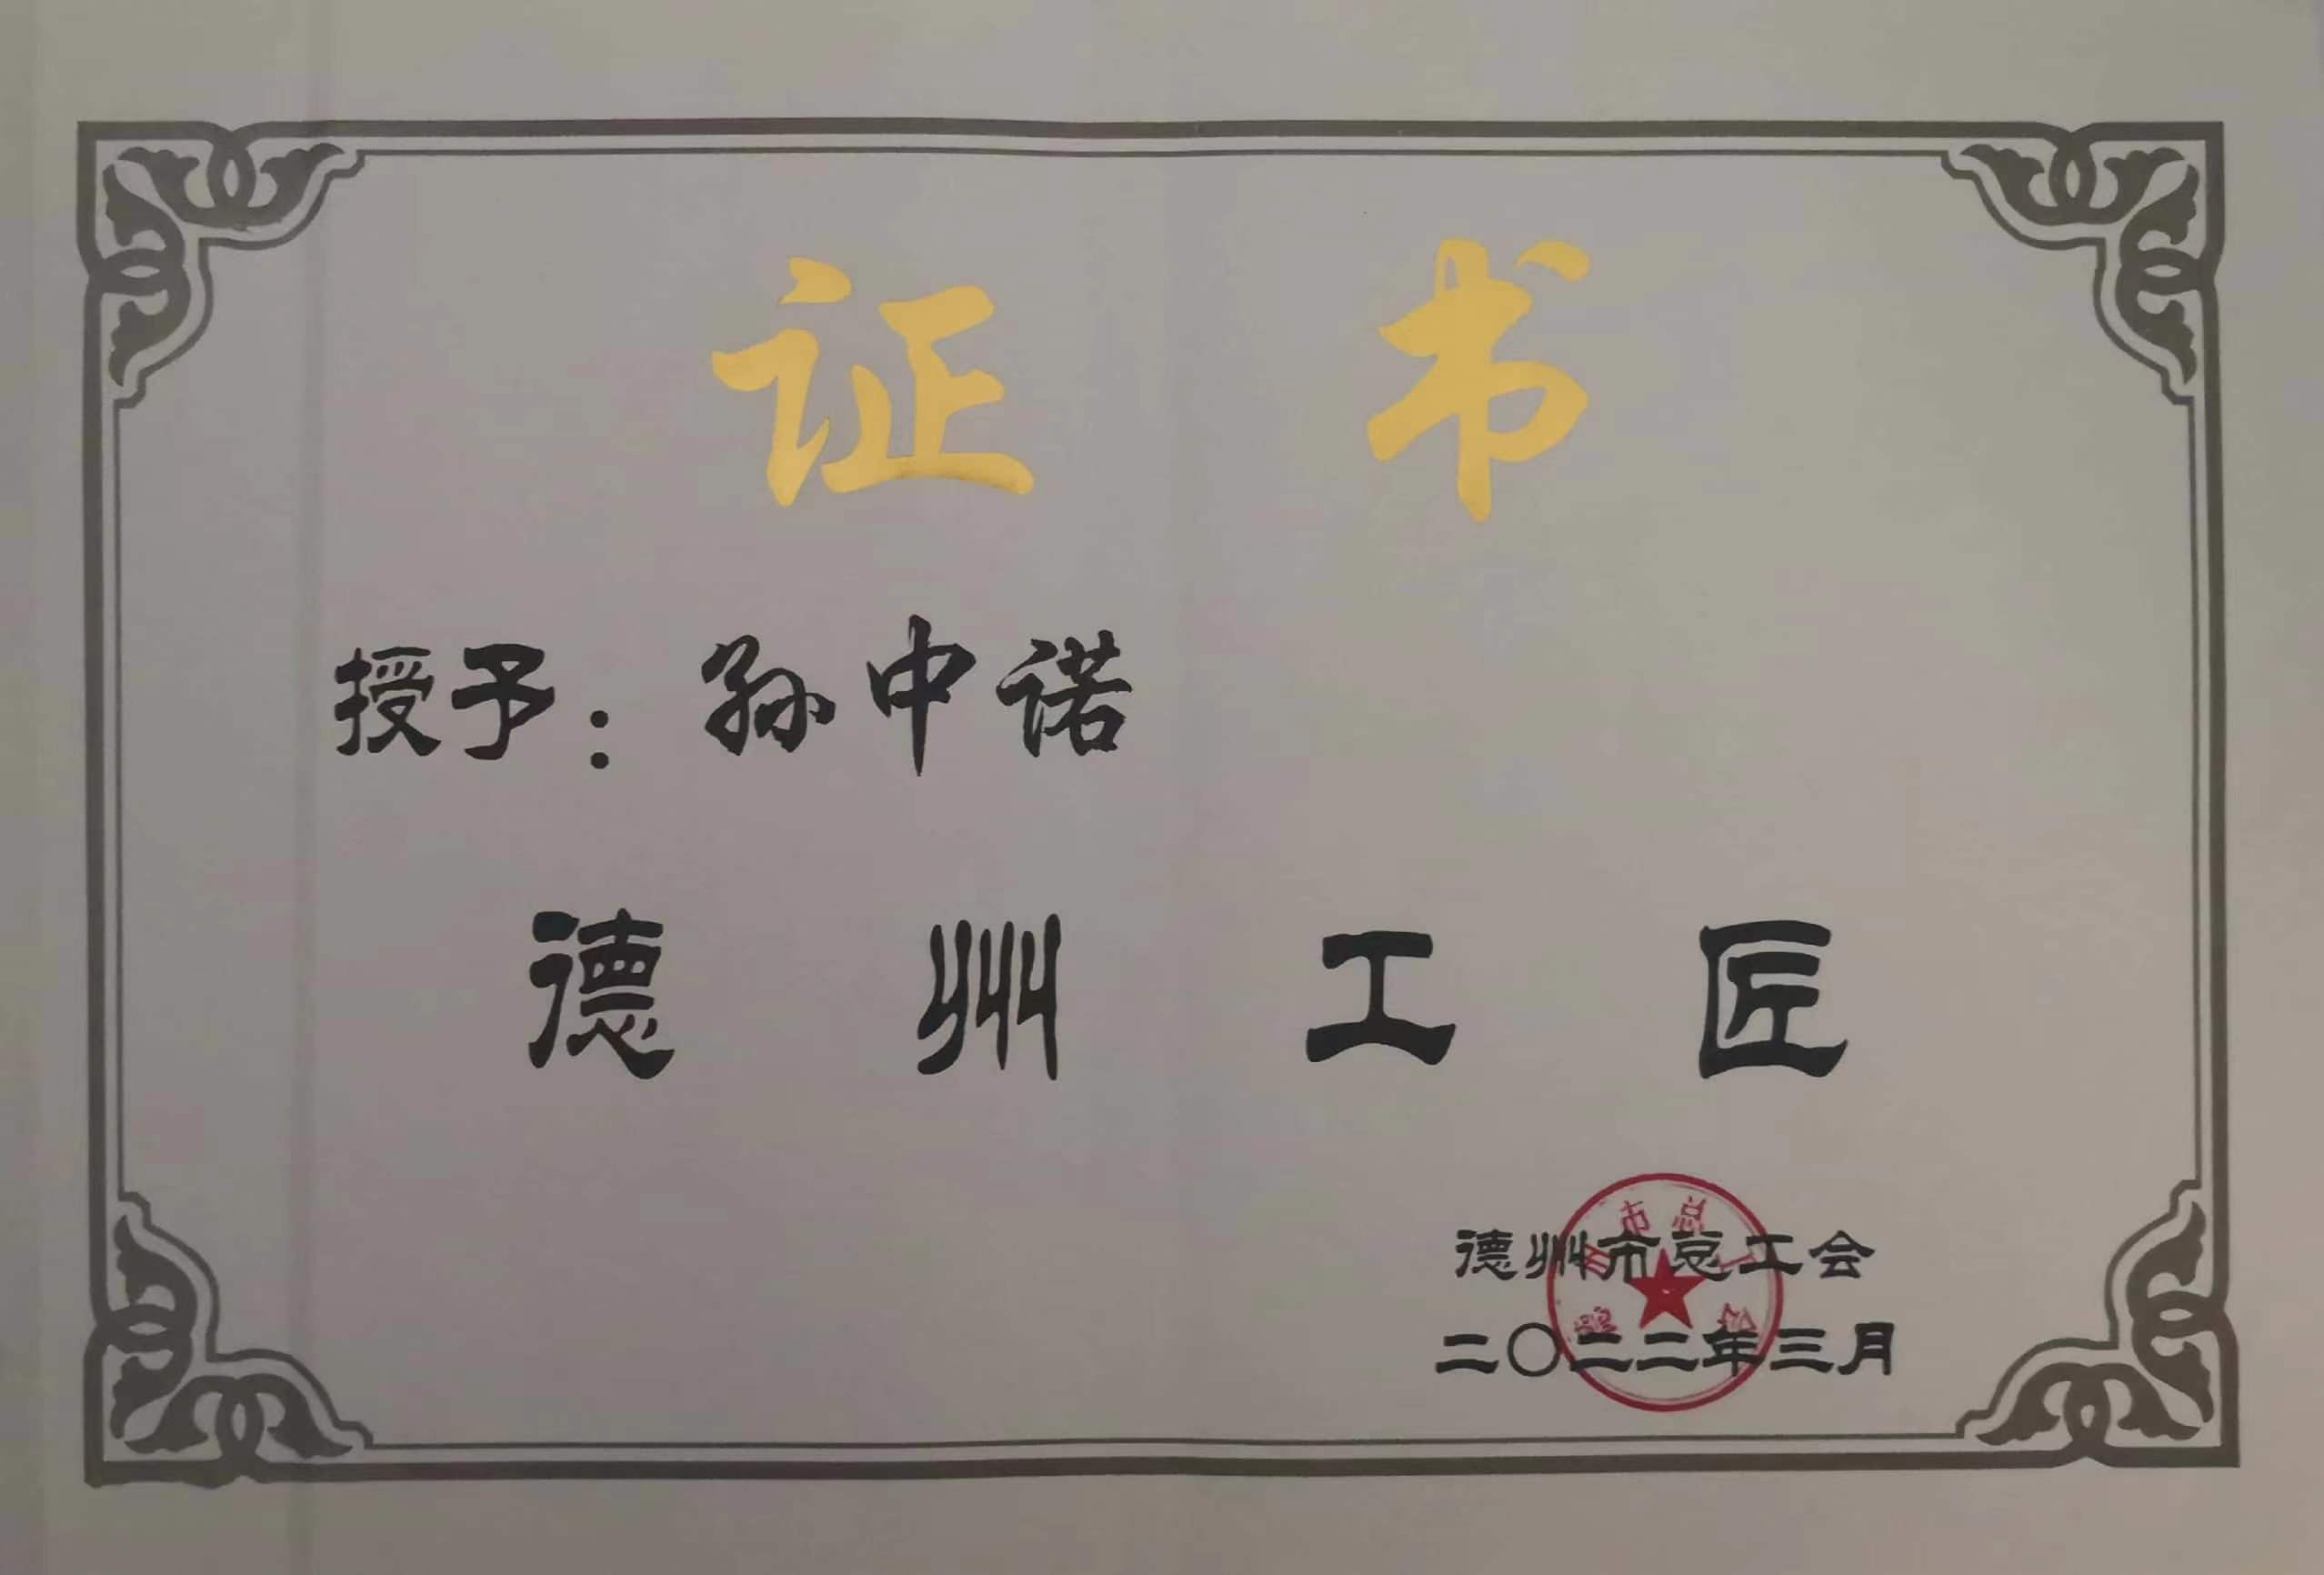 证书
授予：孙中诺
德州工匠
德州市总工会
二〇二二年三月